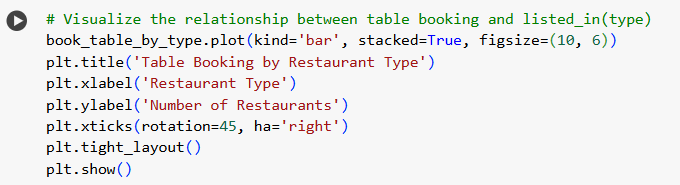 # Visualize the relationship between table booking and listed_in(type)
book_table_by_type.plot(kind='bar', stacked=True, figsize=(10, 6))
plt.title('Table Booking by Restaurant Type')
plt.xlabel('Restaurant Type')
plt.ylabel('Number of Restaurants')
plt.xticks(rotation=45, ha='right')
plt.tight_layout()
plt.show()